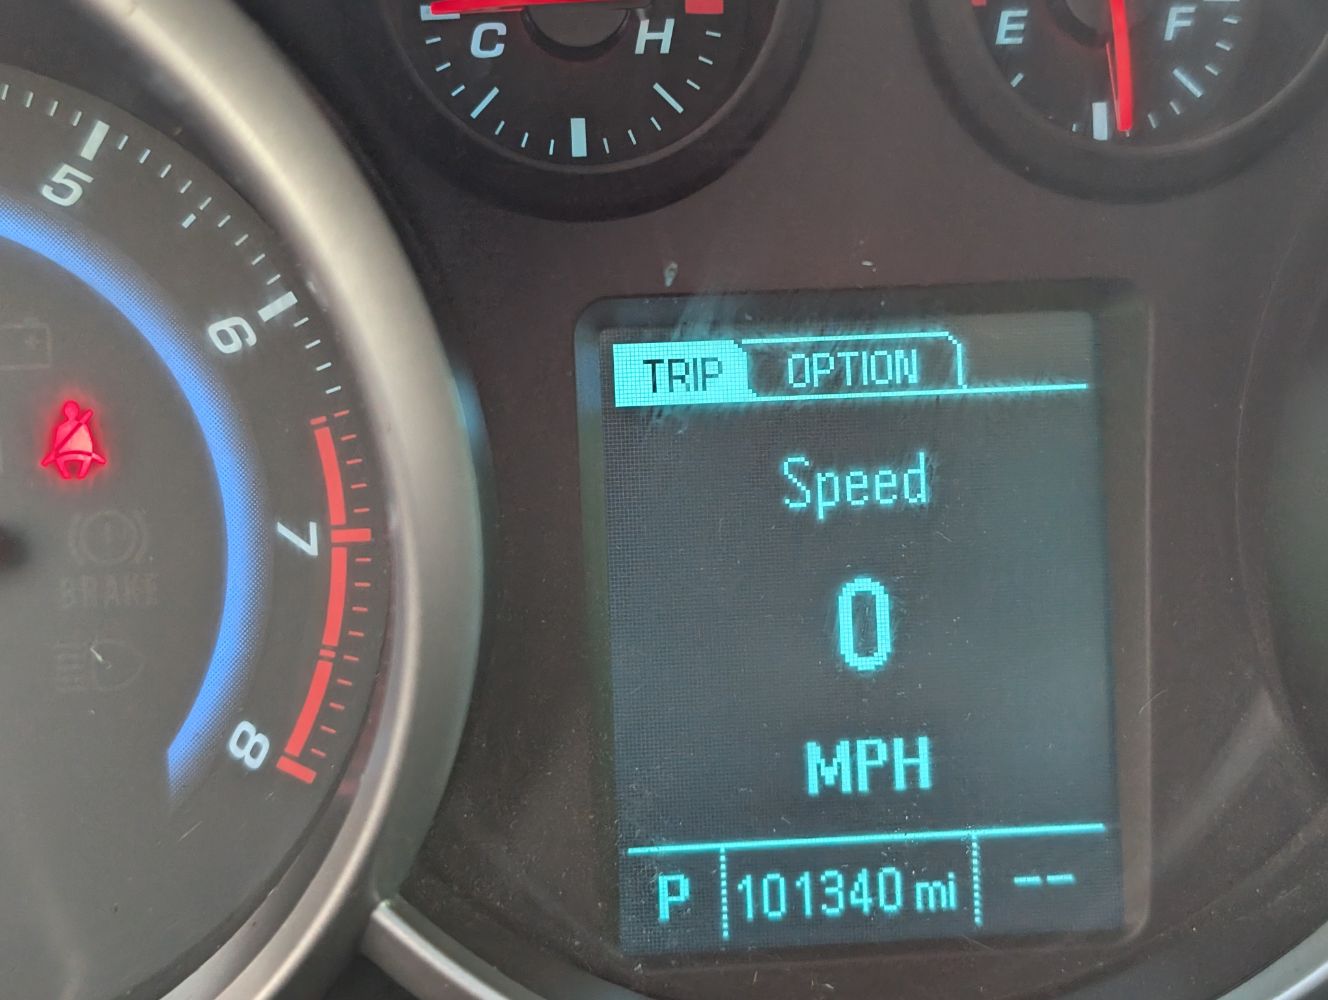 C H
E F
5
6
7
8
BRAKE
TRIP OPTION
Speed
0
MPH
P 101340 mi --